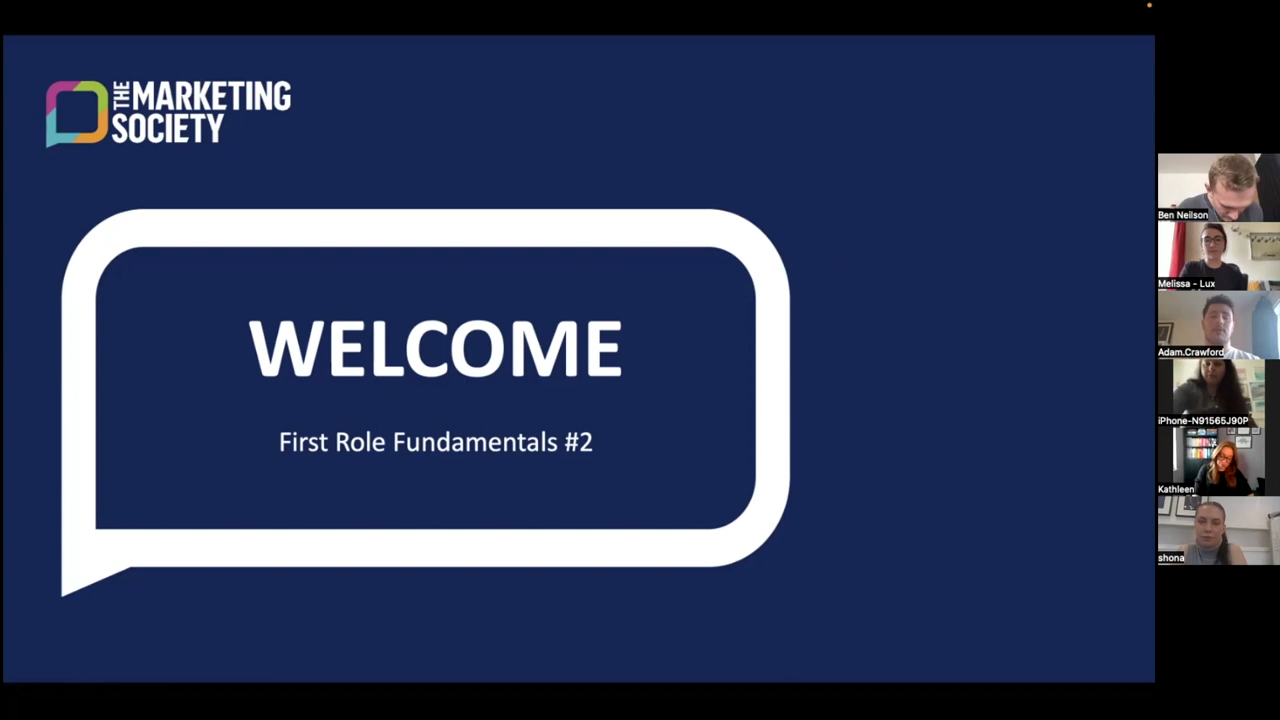 THE MARKETING
SOCIETY
WELCOME
First Role Fundamentals #2
Ben Neilson
Melissa - Lux
Adam.Crawford
iPhone-N91565J90P
Kathleen
shona